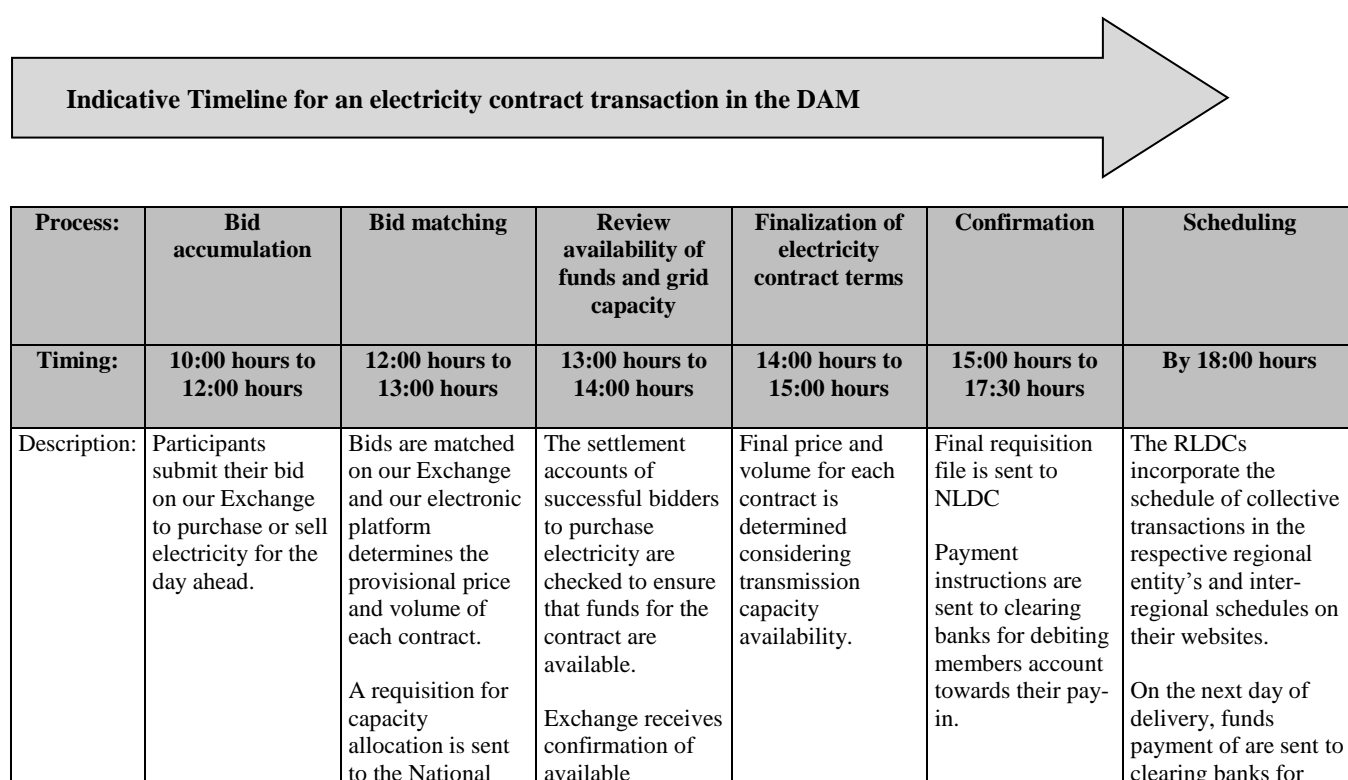 Indicative Timeline for an electricity contract transaction in the DAM
Process:
Bid
accumulation
Bid matching
Review
availability of
funds and grid
capacity
Finalization of
electricity
contract terms
Confirmation
Scheduling
Timing:
10:00 hours to
12:00 hours
12:00 hours to
13:00 hours
13:00 hours to
14:00 hours
14:00 hours to
15:00 hours
15:00 hours to
17:30 hours
By 18:00 hours
Description:
Participants
submit their bid
on our Exchange
to purchase or sell
electricity for the
day ahead.
Bids are matched
on our Exchange
and our electronic
platform
determines the
provisional price
and volume of
each contract.
A requisition for
capacity
allocation is sent
to the National
The settlement
accounts of
successful bidders
to purchase
electricity are
checked to ensure
that funds for the
contract are
available.
Exchange receives
confirmation of
available
Final price and
volume for each
contract is
determined
considering
transmission
capacity
availability.
Final requisition
file is sent to
NLDC
Payment
instructions are
sent to clearing
banks for debiting
members account
towards their pay-
in.
The RLDCs
incorporate the
schedule of collective
transactions in the
respective regional
entity’s and inter-
regional schedules on
their websites.
On the next day of
delivery, funds
payment of are sent to
clearing banks for